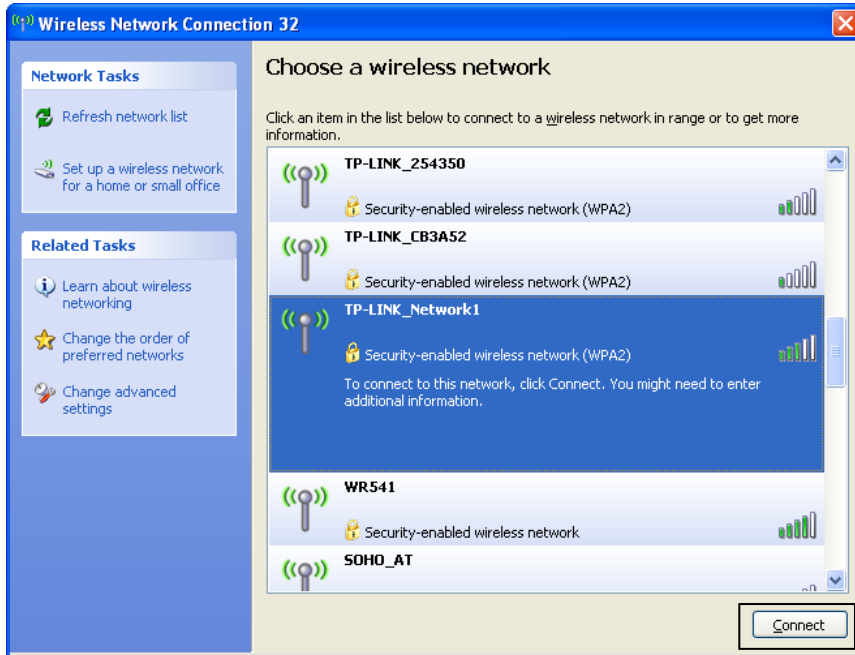 Wireless Network Connection 32
Network Tasks
Refresh network list
Set up a wireless network
for a home or small office
Related Tasks
Learn about wireless
networking
Change the order of
preferred networks
Change advanced
settings
Choose a wireless network
Click an item in the list below to connect to a wireless network in range or to get more
information.
TP-LINK_254350
Security-enabled wireless network (WPA2)
TP-LINK_CB3A52
Security-enabled wireless network (WPA2)
TP-LINK_Network1
Security-enabled wireless network (WPA2)
To connect to this network, click Connect. You might need to enter
additional information.
WR541
Security-enabled wireless network
SOHO_AT
Connect